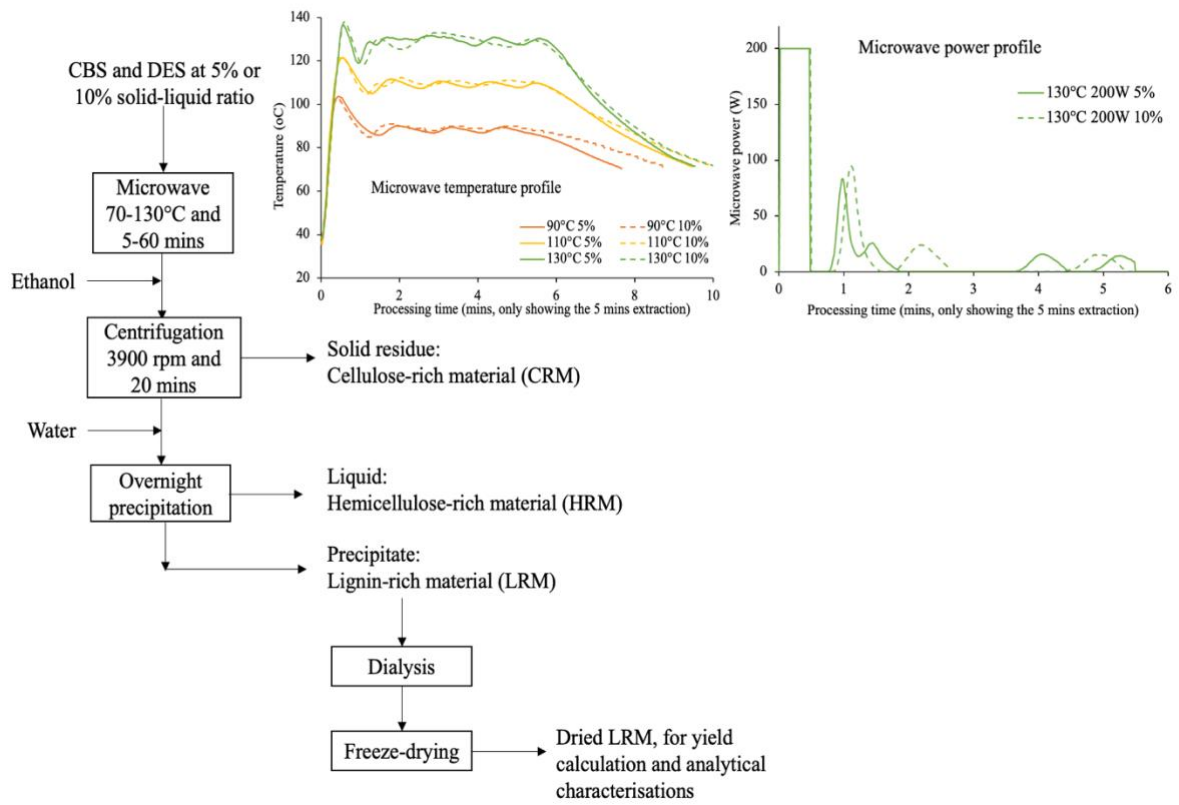 CBS and DES at 5% or
10% solid-liquid ratio
Microwave
70-130°C and
5-60 mins
Ethanol
Centrifugation
3900 rpm and
20 mins
Solid residue:
Cellulose-rich material (CRM)
Water
Overnight
precipitation
Liquid:
Hemicellulose-rich material (HRM)
Precipitate:
Lignin-rich material (LRM)
Dialysis
Freeze-drying
Dried LRM, for yield
calculation and analytical
characterisations
Temperature (oC)
140
120
100
80
60
40
20
Microwave temperature profile
90°C 5%
90°C 10%
110°C 5%
110°C 10%
130°C 5%
130°C 10%
0
2
4
6
8
10
Processing time (mins, only showing the 5 mins extraction)
Microwave power profile
Microwave power (W)
200
150
100
50
0
130°C 200W 5%
130°C 200W 10%
0
1
2
3
4
5
6
Processing time (mins, only showing the 5 mins extraction)